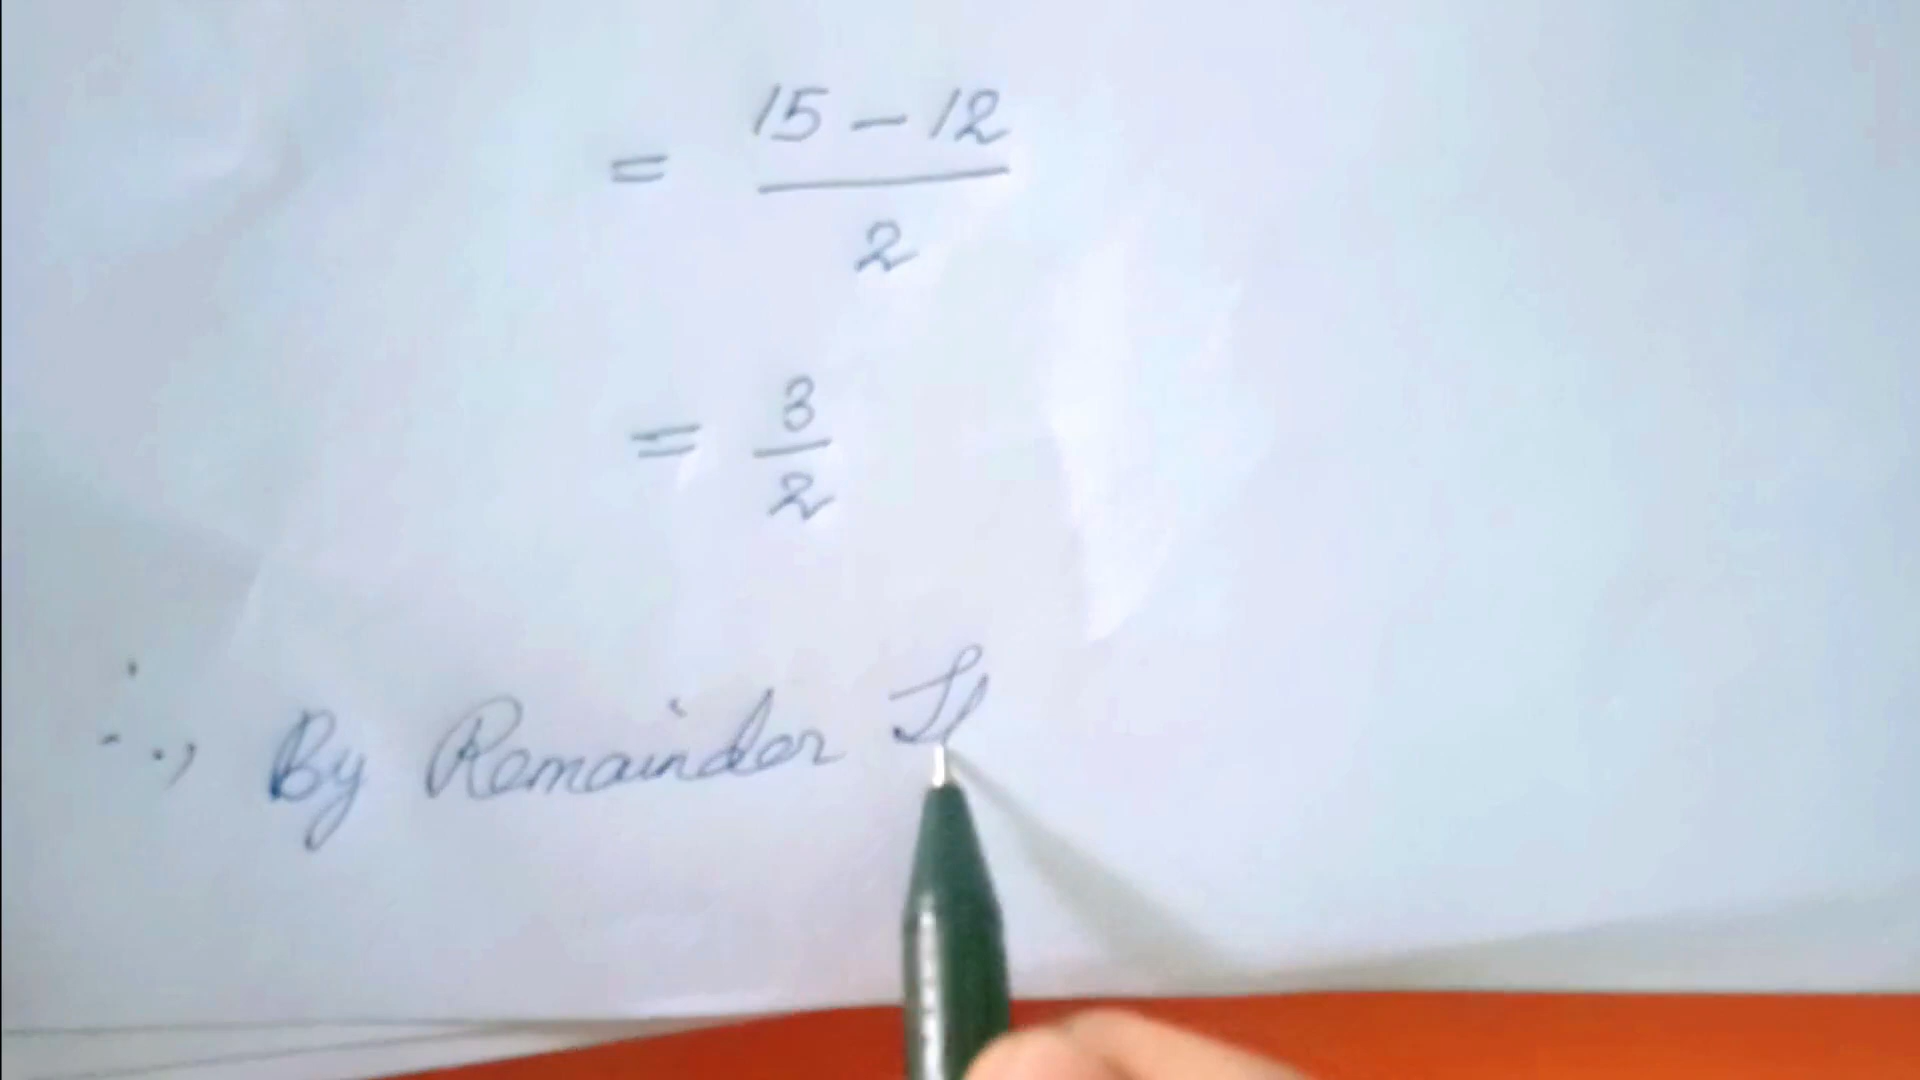 = 15 - 12 / 2
= 3 / 2
∴, By Remainder